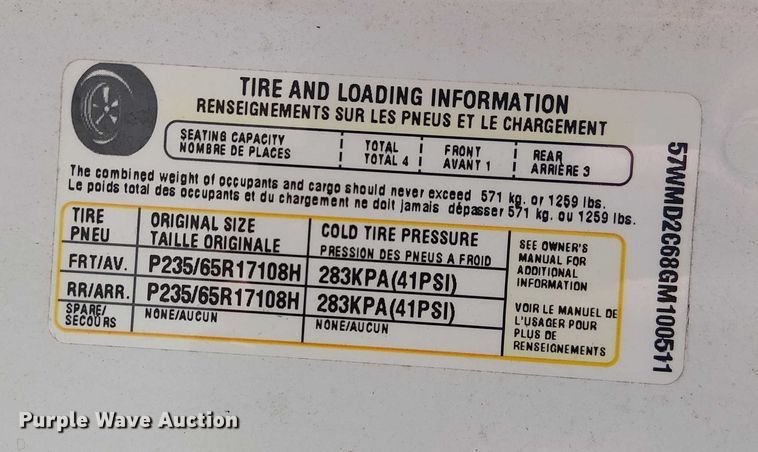 TIRE AND LOADING INFORMATION
RENSEIGNEMENTS SUR LES PNEUS ET LE CHARGEMENT
SEATING CAPACITY
NOMBRE DE PLACES
TOTAL
TOTAL 4
FRONT
AVANT 1
REAR
ARRIÈRE 3
The combined weight of occupants and cargo should never exceed 571 kg. or 1259 lbs.
Le poids total des occupants et du chargement ne doit jamais dépasser 571 kg. ou 1259 lbs.
TIRE
PNEU
ORIGINAL SIZE
TAILLE ORIGINALE
COLD TIRE PRESSURE
PRESSION DES PNEUS A FROID
FRT/AV.
P235/65R17108H
283KPA(41PSI)
RR/ARR.
P235/65R17108H
283KPA(41PSI)
SPARE/
SECOURS
NONE/AUCUN
NONE/AUCUN
SEE OWNER'S
MANUAL FOR
ADDITIONAL
INFORMATION
VOIR LE MANUEL DE
L'USAGER POUR
PLUS DE
RENSEIGNEMENTS
57WMD2C68GM100511
Purple Wave Auction